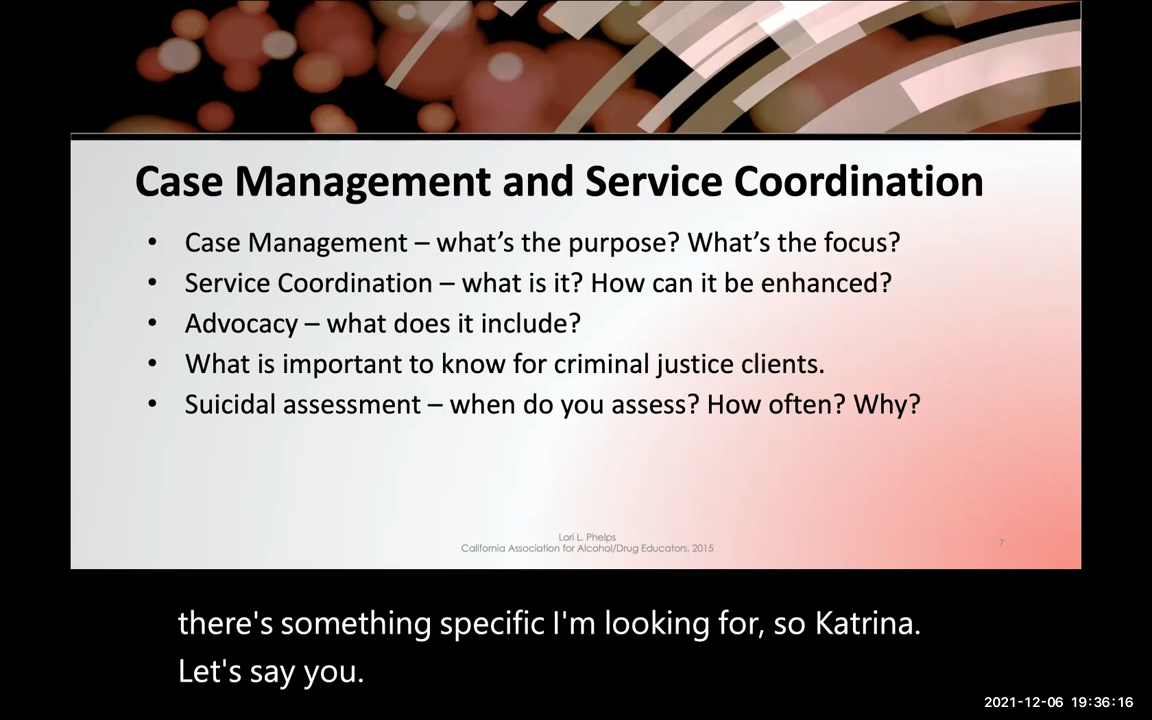 Case Management and Service Coordination
• Case Management – what's the purpose? What's the focus?
• Service Coordination – what is it? How can it be enhanced?
• Advocacy – what does it include?
• What is important to know for criminal justice clients.
• Suicidal assessment – when do you assess? How often? Why?
Lori L. Phelps
California Association for Alcohol/Drug Educators, 2015
7
there's something specific I'm looking for, so Katrina.
Let's say you.
2021-12-06 19:36:16